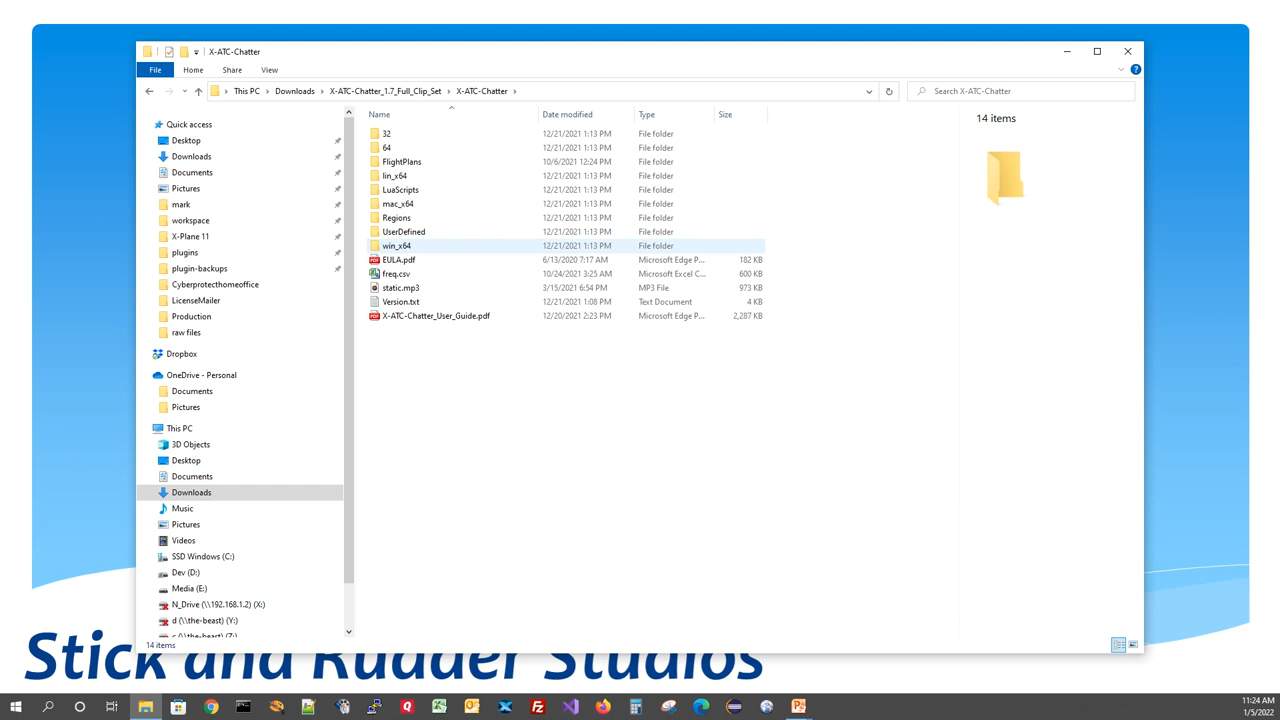 X-ATC-Chatter
File Home Share View
This PC Downloads X-ATC-Chatter_1.7_Full_Clip_Set X-ATC-Chatter
Search X-ATC-Chatter
Quick access
Desktop
Downloads
Documents
Pictures
mark
workspace
X-Plane 11
plugins
plugin-backups
Cyberprotecthomeoffice
LicenseMailer
Production
raw files
Dropbox
OneDrive - Personal
Documents
Pictures
This PC
3D Objects
Desktop
Documents
Downloads
Music
Pictures
Videos
SSD Windows (C:)
Dev (D:)
Media (E:)
N_Drive (\\192.168.1.2) (X:)
d (\\the-beast) (Y:)
c (\\the-beast) (Z:)
Name Date modified Type Size
32 12/21/2021 1:13 PM File folder
64 12/21/2021 1:13 PM File folder
FlightPlans 10/6/2021 12:24 PM File folder
lin_x64 12/21/2021 1:13 PM File folder
LuaScripts 12/21/2021 1:13 PM File folder
mac_x64 12/21/2021 1:13 PM File folder
Regions 12/21/2021 1:13 PM File folder
UserDefined 12/21/2021 1:13 PM File folder
win_x64 12/21/2021 1:13 PM File folder
EULA.pdf 6/13/2020 7:17 AM Microsoft Edge P... 182 KB
freq.csv 10/24/2021 3:25 AM Microsoft Excel C... 600 KB
static.mp3 3/15/2021 6:54 PM MP3 File 973 KB
Version.txt 12/21/2021 1:08 PM Text Document 4 KB
X-ATC-Chatter_User_Guide.pdf 12/20/2021 2:23 PM Microsoft Edge P... 2,287 KB
14 items
14 items
Stick and Rudder Studios
11:24 AM
1/5/2022